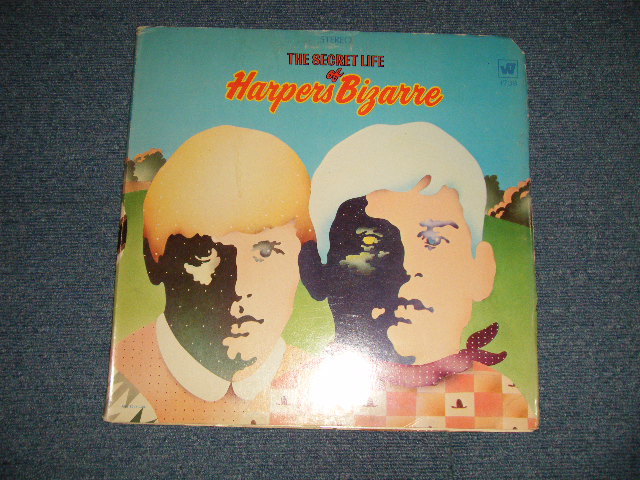 STEREO
THE SECRET LIFE
of
Harpers Bizarre
W